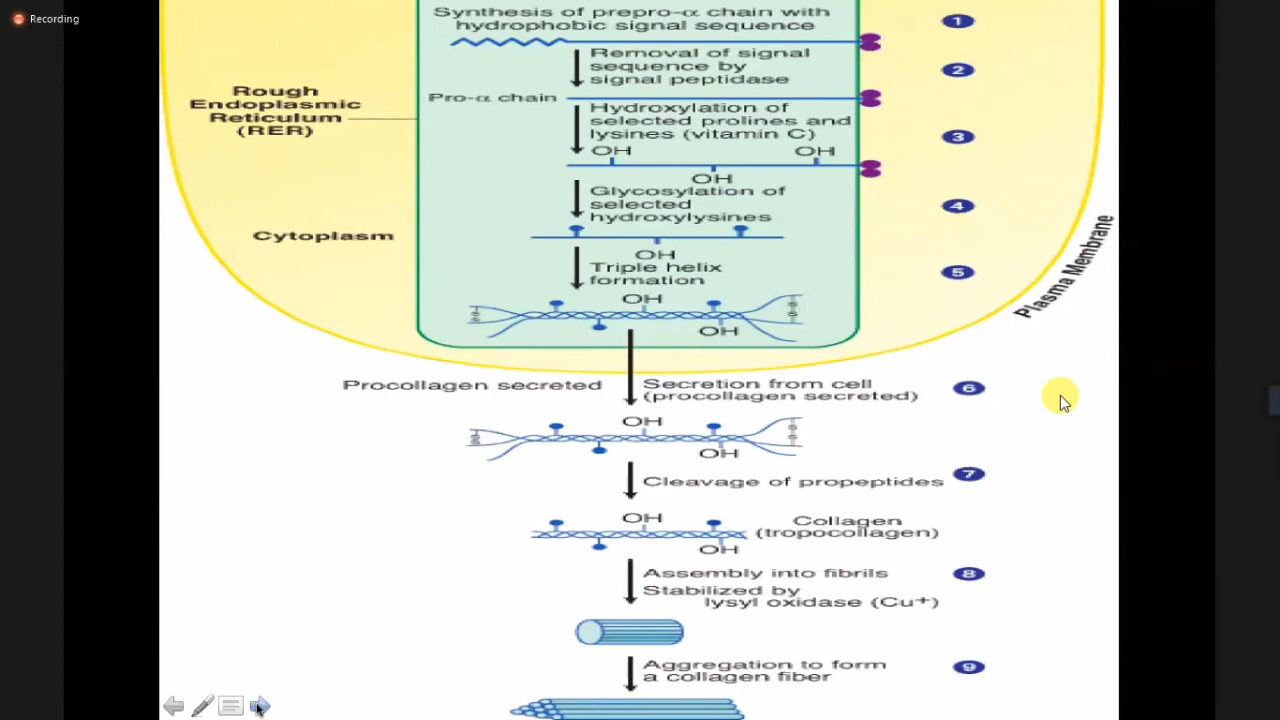 Recording
Synthesis of prepro-α chain with
hydrophobic signal sequence
1
Removal of signal
sequence by
signal peptidase
2
Rough
Endoplasmic
Reticulum
(RER)
Pro-α chain
Hydroxylation of
selected prolines and
lysines (vitamin C)
3
OH
OH
OH
Glycosylation of
selected
hydroxylysines
4
Cytoplasm
OH
Triple helix
formation
5
Plasma Membrane
OH
OH
Procollagen secreted
Secretion from cell
(procollagen secreted)
6
OH
OH
Cleavage of propeptides
7
OH
Collagen
(tropocollagen)
OH
Assembly into fibrils
Stabilized by
lysyl oxidase (Cu+)
8
Aggregation to form
a collagen fiber
9